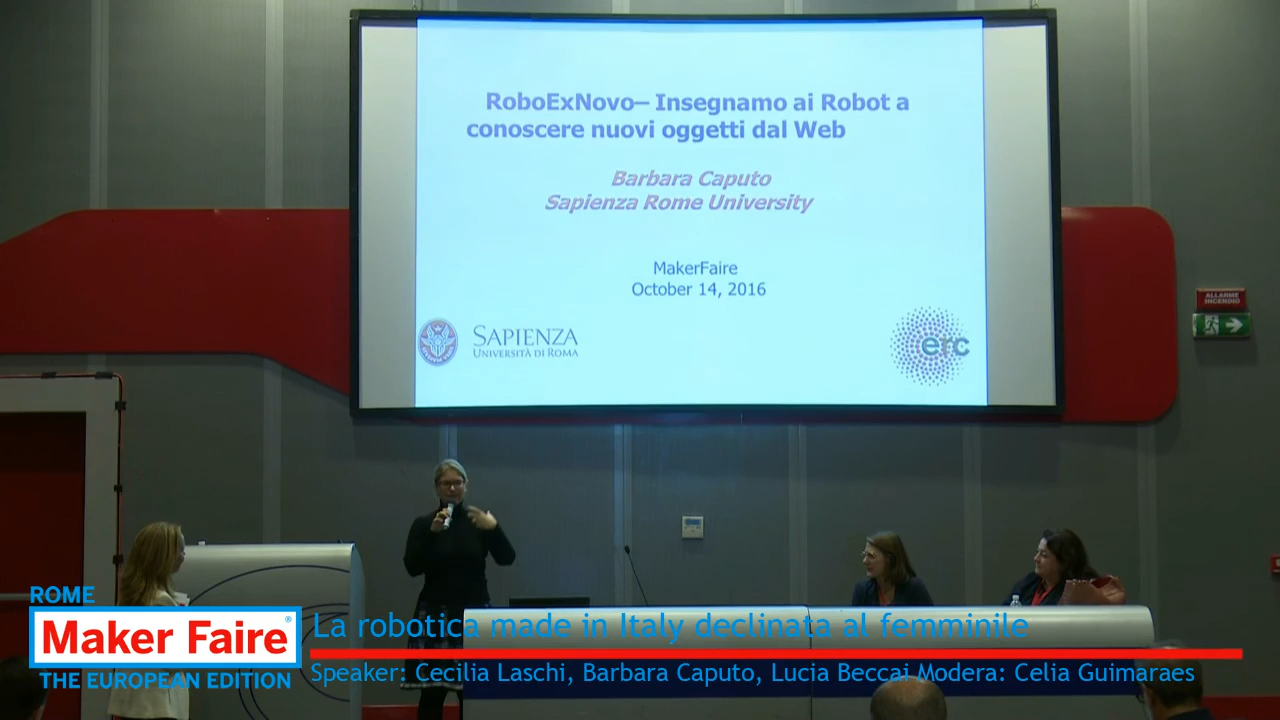 RoboExNovo– Insegnamo ai Robot a
conoscere nuovi oggetti dal Web
Barbara Caputo
Sapienza Rome University
MakerFaire
October 14, 2016
SAPIENZA
UNIVERSITÀ DI ROMA
erc
ALLARME
INCENDIO
ROME
Maker Faire®
THE EUROPEAN EDITION
La robotica made in Italy declinata al femminile
Speaker: Cecilia Laschi, Barbara Caputo, Lucia Beccai Modera: Celia Guimaraes